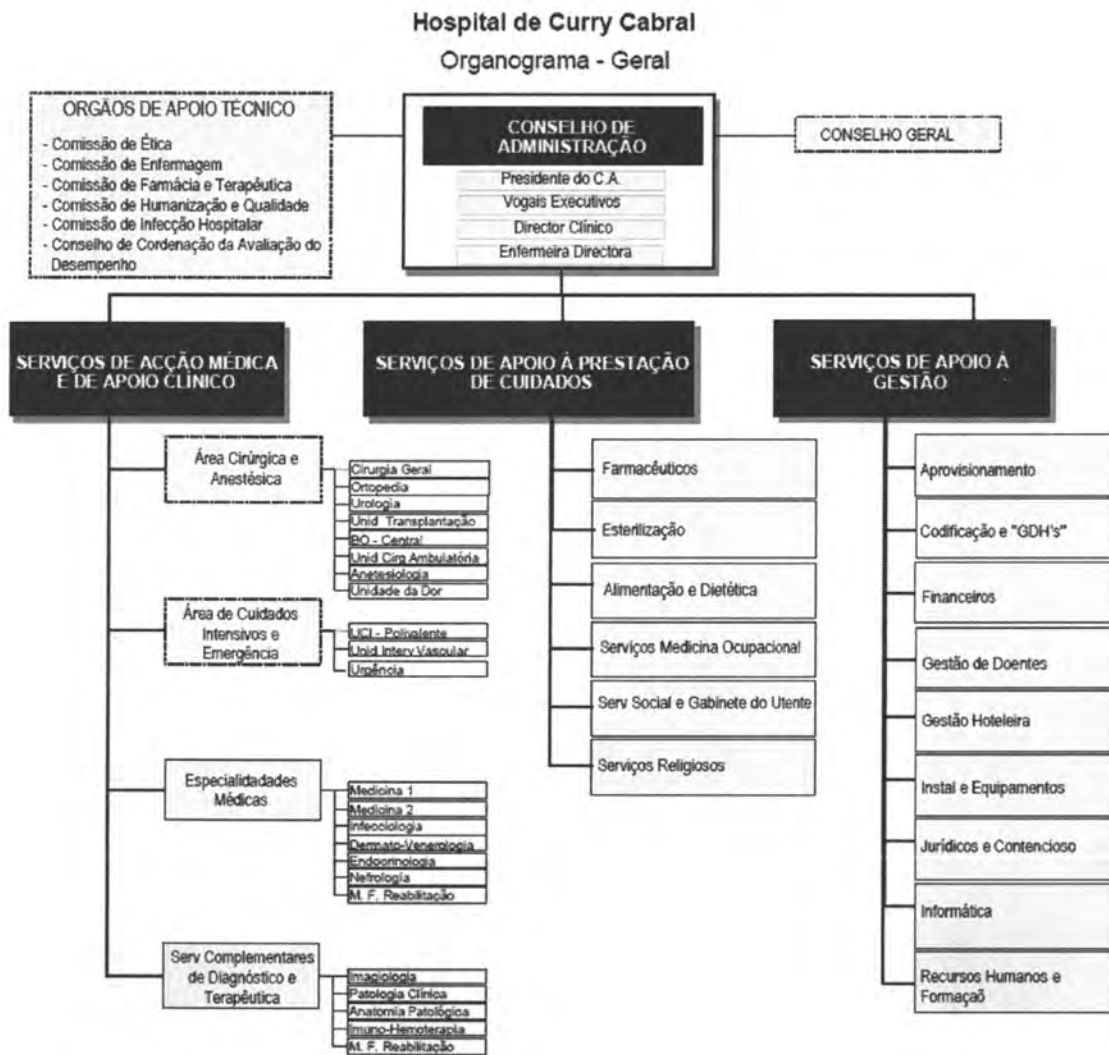 Hospital de Curry Cabral
Organograma - Geral
ORGÃOS DE APOIO TÉCNICO
- Comissão de Ética
- Comissão de Enfermagem
- Comissão de Farmácia e Terapêutica
- Comissão de Humanização e Qualidade
- Comissão de Infecção Hospitalar
- Conselho de Cordenação da Avaliação do
Desempenho
CONSELHO DE
ADMINISTRAÇÃO
Presidente do C.A.
Vogais Executivos
Director Clínico
Enfermeira Directora
CONSELHO GERAL
SERVIÇOS DE ACÇÃO MÉDICA
E DE APOIO CLÍNICO
Área Cirúrgica e
Anestésica
Cirurgia Geral
Ortopedia
Urologia
Unid Transplantação
BO - Central
Unid Cirg Ambulatória
Anetesiologia
Unidade da Dor
Área de Cuidados
Intensivos e
Emergência
UCI - Polivalente
Unid Interv Vascular
Urgência
Especialidadades
Médicas
Medicina 1
Medicina 2
Infecciologia
Dermato-Venerologia
Endocrinologia
Nefrologia
M. F. Reabilitação
Serv Complementares
de Diagnóstico e
Terapêutica
Imagiologia
Patologia Clínica
Anatomia Patológica
Imuno-Hemoterapia
M. F. Reabilitação
SERVIÇOS DE APOIO À PRESTAÇÃO
DE CUIDADOS
Farmacêuticos
Esterilização
Alimentação e Dietética
Serviços Medicina Ocupacional
Serv Social e Gabinete do Utente
Serviços Religiosos
SERVIÇOS DE APOIO À
GESTÃO
Aprovisionamento
Codificação e "GDH's"
Financeiros
Gestão de Doentes
Gestão Hoteleira
Instal e Equipamentos
Jurídicos e Contencioso
Informática
Recursos Humanos e
Formaçaõ